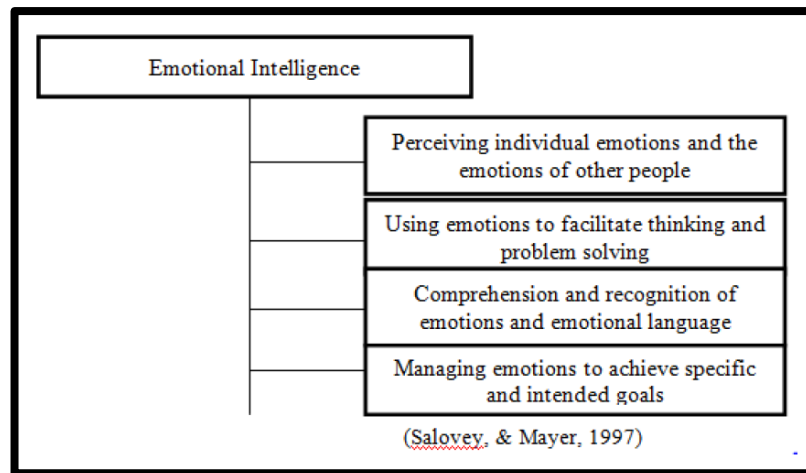 Emotional Intelligence
Perceiving individual emotions and the
emotions of other people
Using emotions to facilitate thinking and
problem solving
Comprehension and recognition of
emotions and emotional language
Managing emotions to achieve specific
and intended goals
(Salovey, & Mayer, 1997)